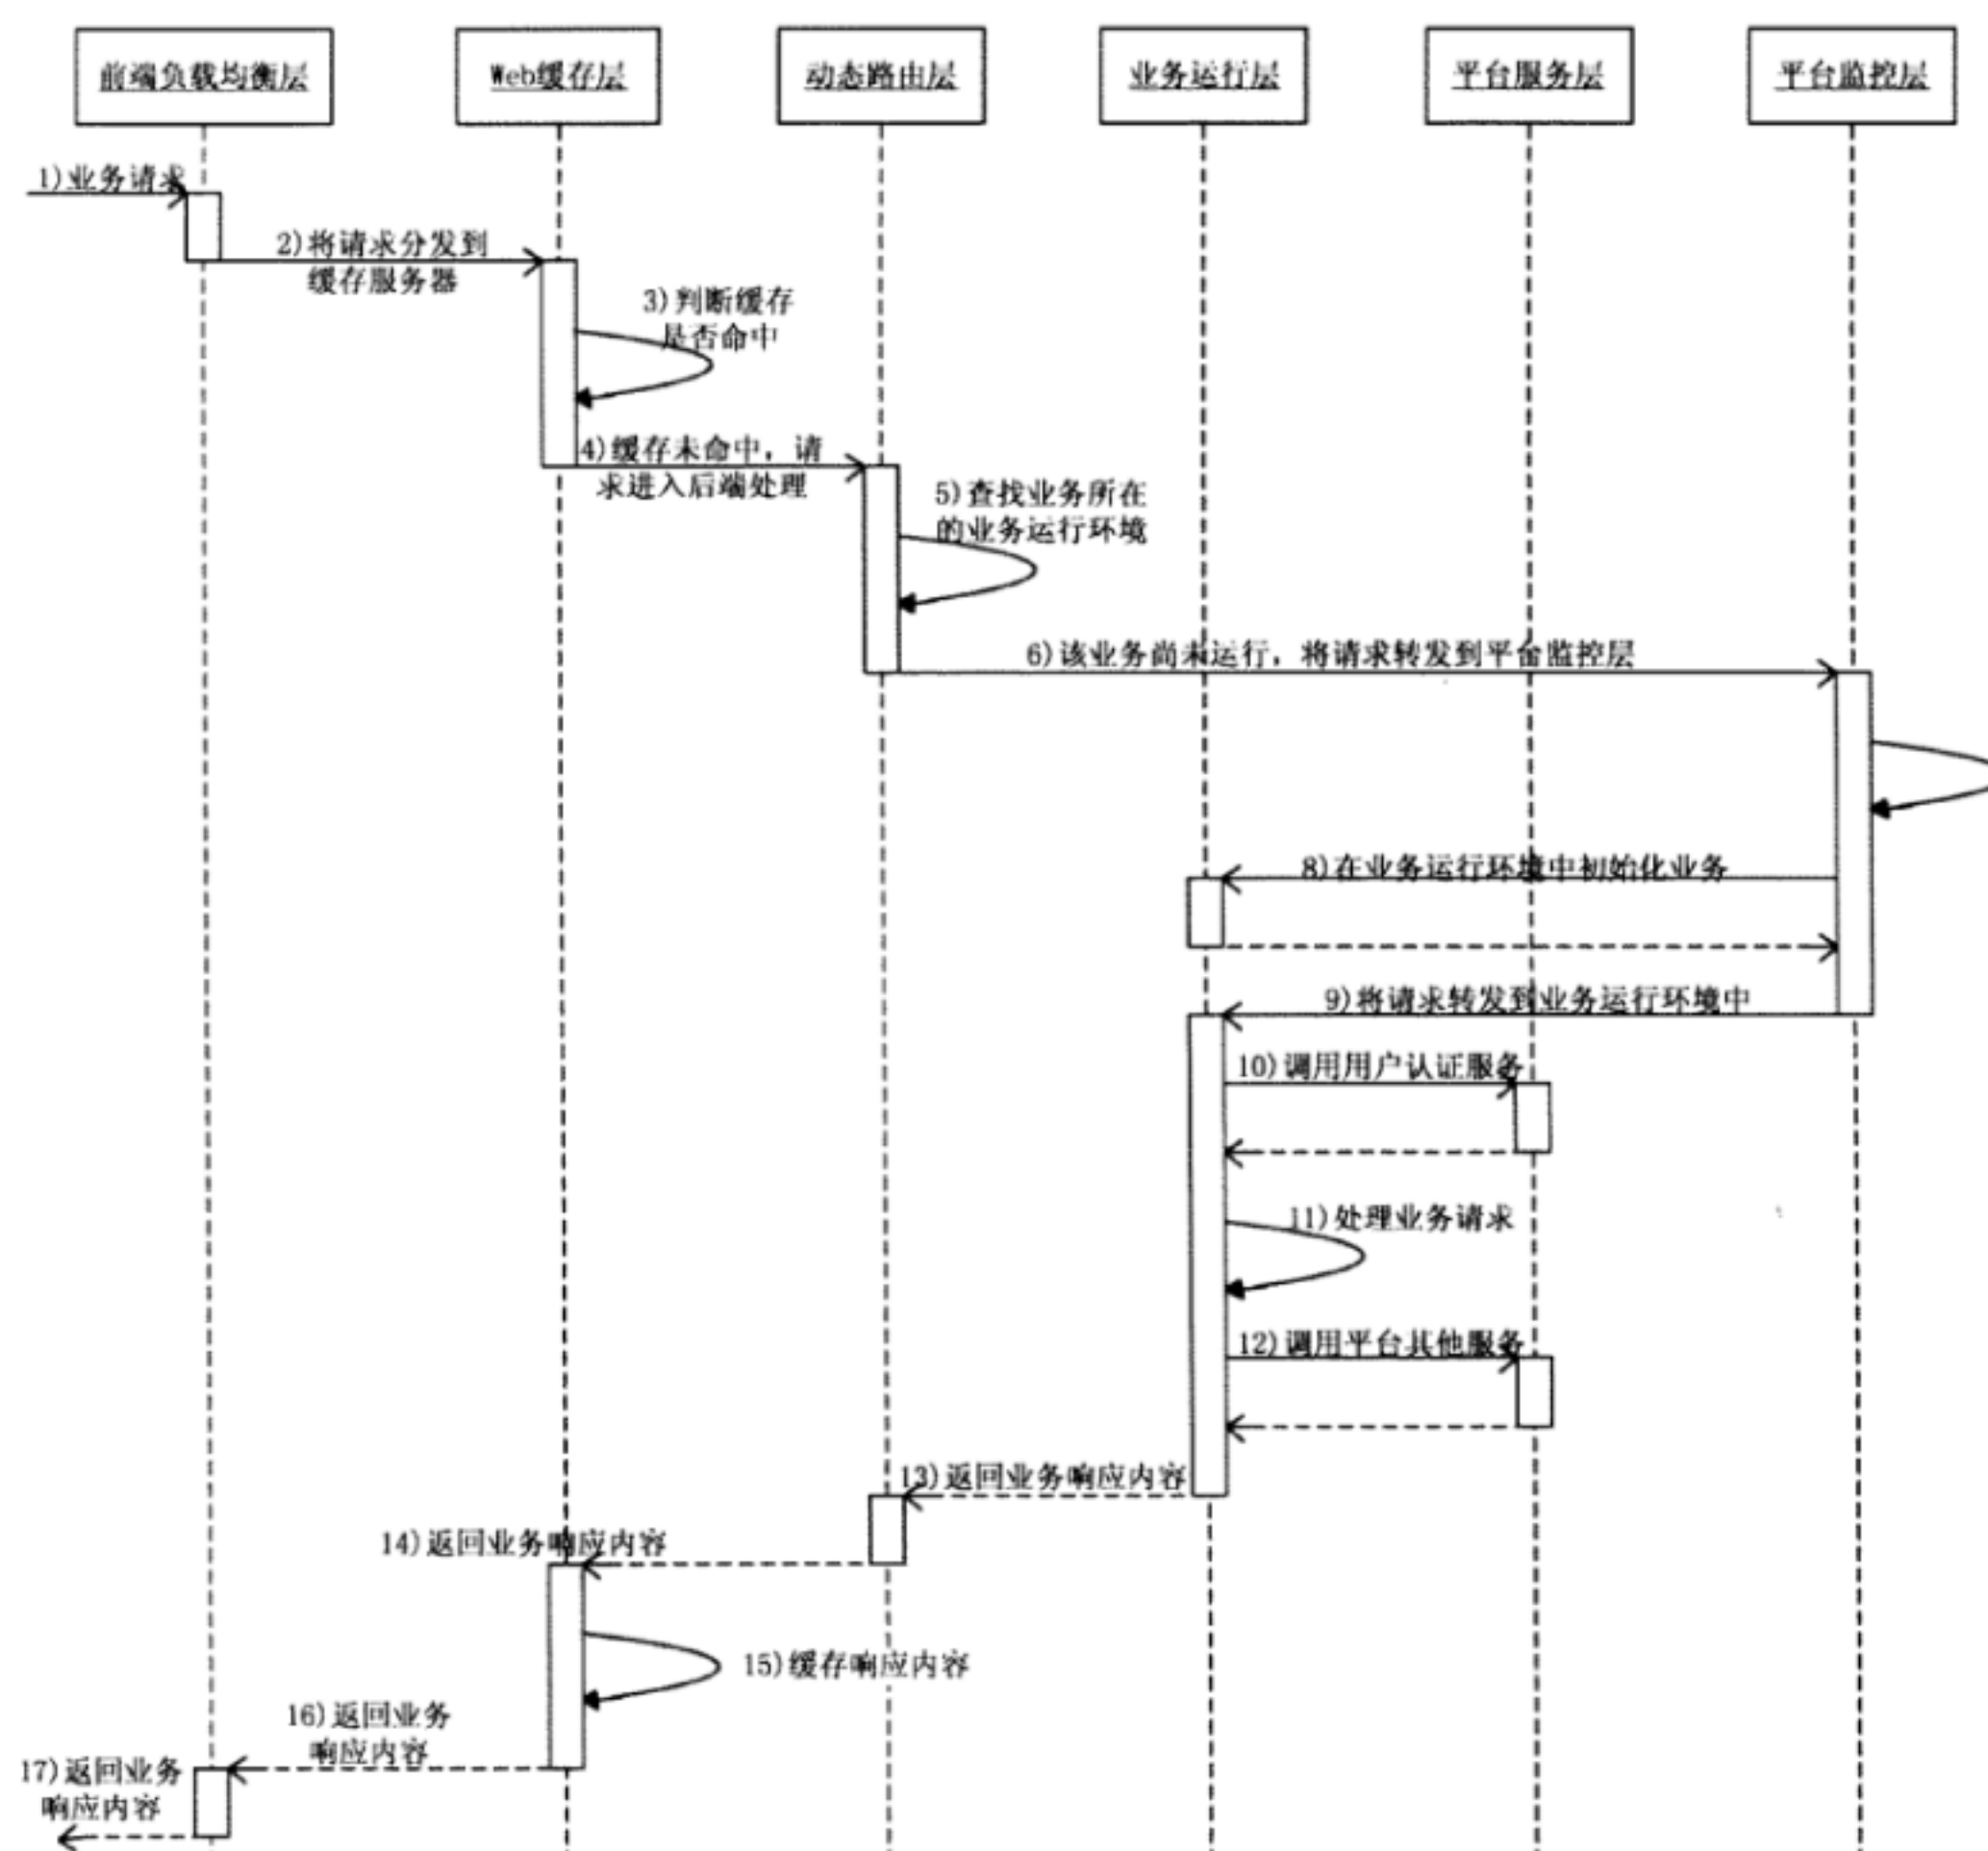 前端负载均衡层
Web缓存层
动态路由层
业务运行层
平台服务层
平台监控层
1)业务请求
2)将请求分发到
缓存服务器
3)判断缓存
是否命中
4)缓存未命中，请
求进入后端处理
5)查找业务所在
的业务运行环境
6)该业务尚未运行，将请求转发到平台监控层
8)在业务运行环境中初始化业务
9)将请求转发到业务运行环境中
10)调用用户认证服务
11)处理业务请求
12)调用平台其他服务
13)返回业务响应内容
14)返回业务响应内容
15)缓存响应内容
16)返回业务
响应内容
17)返回业务
响应内容